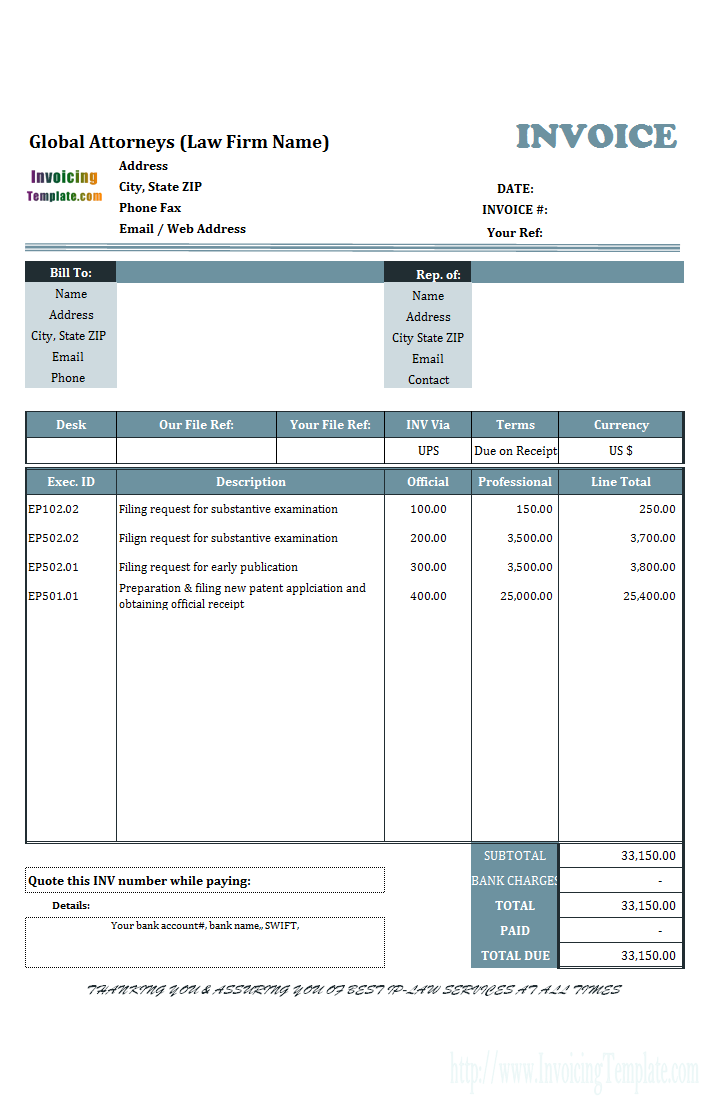 INVOICE
Global Attorneys (Law Firm Name)
Invoicing
Template.com
Address
City, State ZIP
Phone Fax
Email / Web Address
DATE:
INVOICE #:
Your Ref:
Bill To: Rep. of:
Name Name
Address Address
City, State ZIP City State ZIP
Email Email
Phone Contact
Desk Our File Ref: Your File Ref: INV Via Terms Currency
UPS Due on Receipt US $
Exec. ID Description Official Professional Line Total
EP102.02 Filing request for substantive examination 100.00 150.00 250.00
EP502.02 Filign request for substantive examination 200.00 3,500.00 3,700.00
EP502.01 Filing request for early publication 300.00 3,500.00 3,800.00
EP501.01 Preparation & filing new patent applciation and
obtaining official receipt 400.00 25,000.00 25,400.00
SUBTOTAL 33,150.00
Quote this INV number while paying: BANK CHARGES -
Details: TOTAL 33,150.00
Your bank account#, bank name,, SWIFT, PAID -
TOTAL DUE 33,150.00
THANKING YOU & ASSURING YOU OF BEST IP-LAW SERVICES AT ALL TIMES
http://www.InvoicingTemplate.com